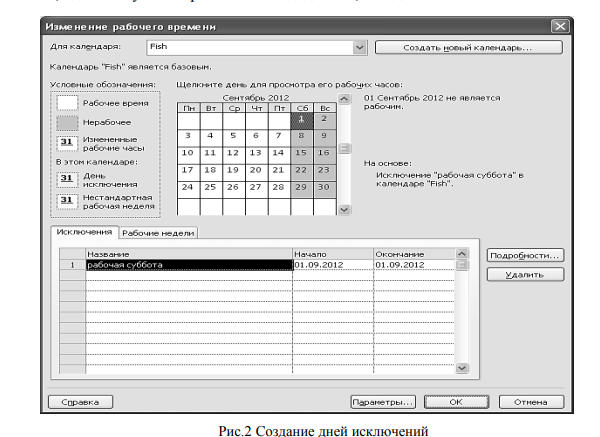 Изменение рабочего времени
Для календаря: Fish Создать новый календарь...
Календарь "Fish" является базовым.
Условные обозначения:
Рабочее время
Нерабочее
31 Измененные рабочие часы
В этом календаре:
31 День исключения
31 Нестандартная рабочая неделя
Щелкните день для просмотра его рабочих часов:
Сентябрь 2012
Пн Вт Ср Чт Пт Сб Вс
1 2
3 4 5 6 7 8 9
10 11 12 13 14 15 16
17 18 19 20 21 22 23
24 25 26 27 28 29 30
01 Сентябрь 2012 не является
рабочим.
На основе:
Исключение "рабочая суббота" в
календаре "Fish".
Исключения Рабочие недели
Название Начало Окончание
1 рабочая суббота 01.09.2012 01.09.2012
Подробности...
Удалить
Справка Параметры... ОК Отмена
Рис.2 Создание дней исключений